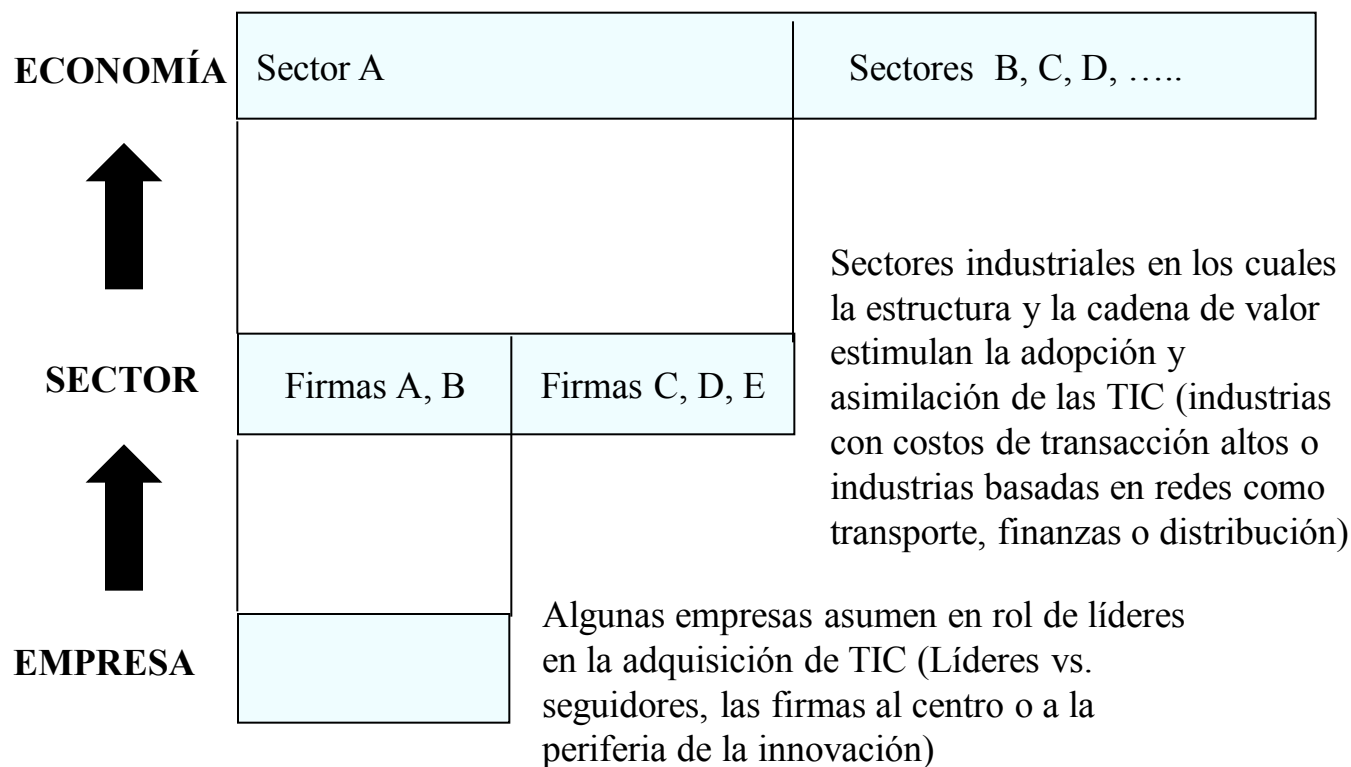 ECONOMÍA
Sector A
Sectores B, C, D, …..
Sectores industriales en los cuales
la estructura y la cadena de valor
estimulan la adopción y
asimilación de las TIC (industrias
con costos de transacción altos o
industrias basadas en redes como
transporte, finanzas o distribución)
SECTOR
Firmas A, B
Firmas C, D, E
EMPRESA
Algunas empresas asumen en rol de líderes
en la adquisición de TIC (Líderes vs.
seguidores, las firmas al centro o a la
periferia de la innovación)